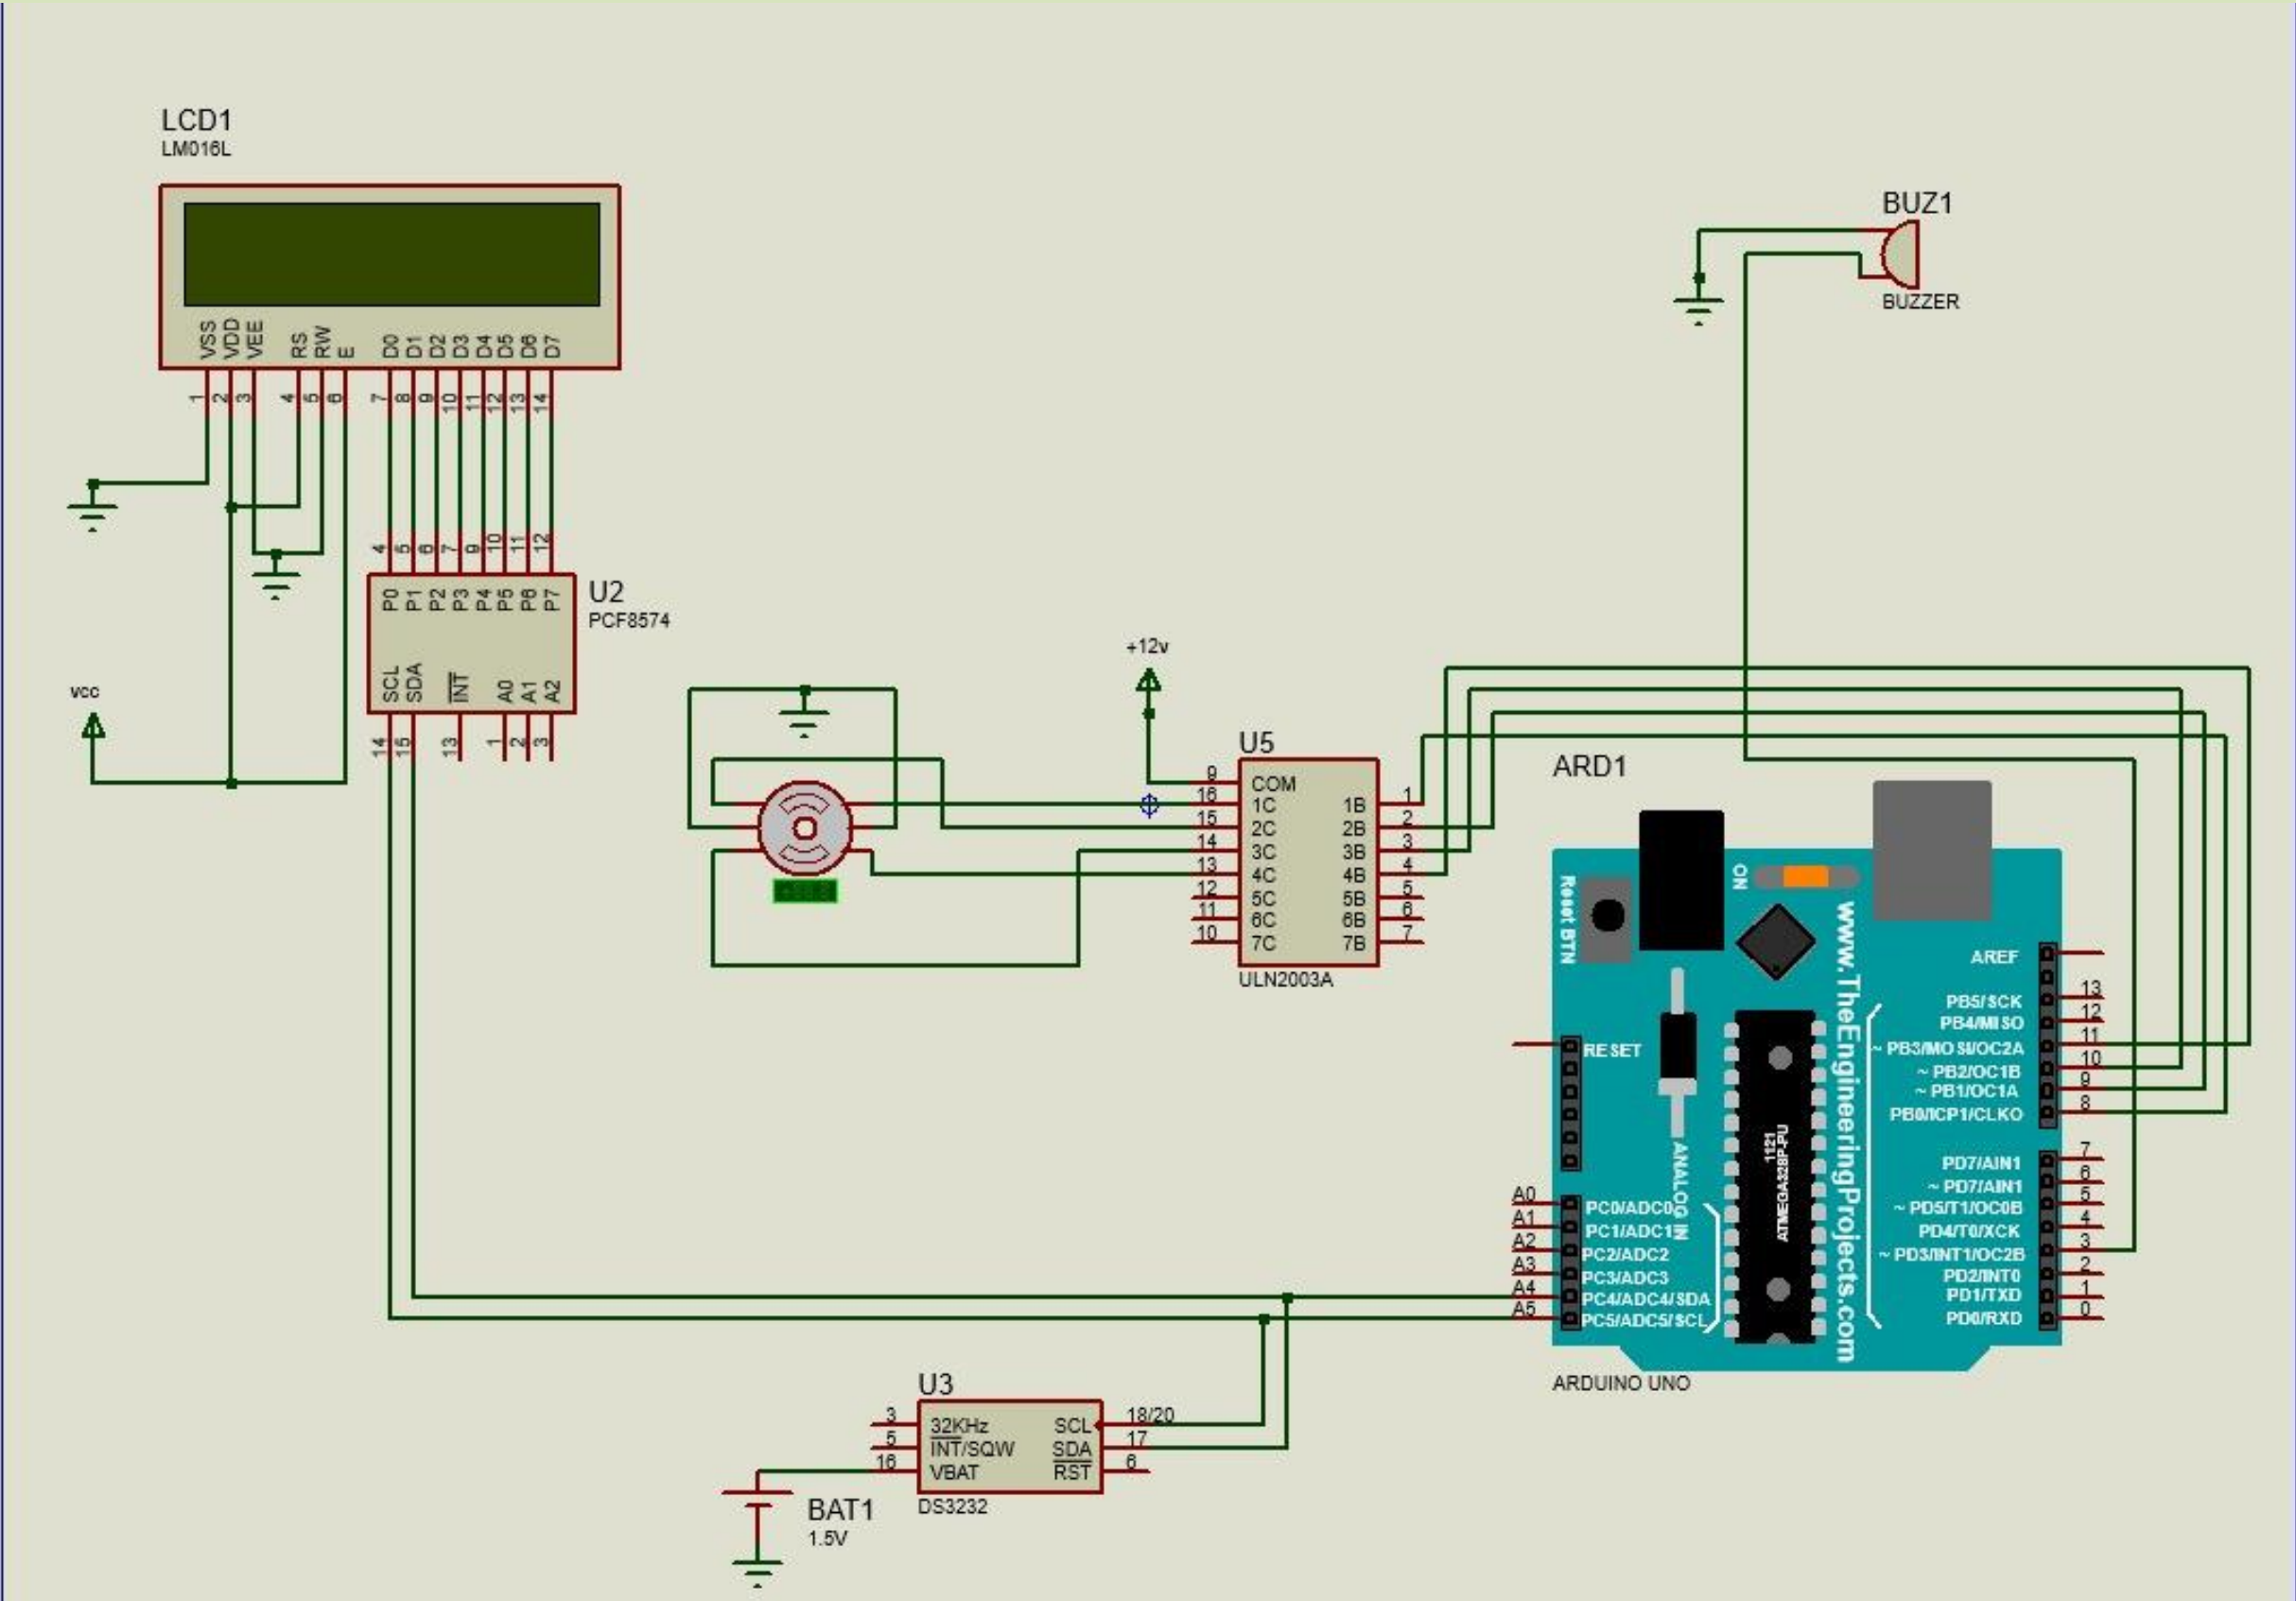 LCD1
LM016L
VSS VDD VEE RS RW E D0 D1 D2 D3 D4 D5 D6 D7
1 2 3 4 5 6 7 8 9 10 11 12 13 14
4 5 6 7 9 10 11 12
P0 P1 P2 P3 P4 P5 P6 P7
U2
PCF8574
SCL SDA INT A0 A1 A2
14 15 13 1 2 3
vcc
BUZ1
BUZZER
+12v
U5
9 COM
16 1C 1B 1
15 2C 2B 2
14 3C 3B 3
13 4C 4B 4
12 5C 5B 5
11 6C 6B 6
10 7C 7B 7
ULN2003A
ARD1
Reset BTN
ON
www.TheEngineeringProjects.com
AREF
PB5/SCK 13
PB4/MISO 12
~ PB3/MOSI/OC2A 11
~ PB2/OC1B 10
~ PB1/OC1A 9
PB0/ICP1/CLKO 8
PD7/AIN1 7
~ PD7/AIN1 6
~ PD5/T1/OC0B 5
PD4/T0/XCK 4
~ PD3/INT1/OC2B 3
PD2/INT0 2
PD1/TXD 1
PD0/RXD 0
RESET
ANALOG IN
1121
ATMEGA328P-PU
A0 PC0/ADC0
A1 PC1/ADC1
A2 PC2/ADC2
A3 PC3/ADC3
A4 PC4/ADC4/SDA
A5 PC5/ADC5/SCL
ARDUINO UNO
U3
3 32KHz SCL 18/20
5 INT/SQW SDA 17
16 VBAT RST 6
DS3232
BAT1
1.5V